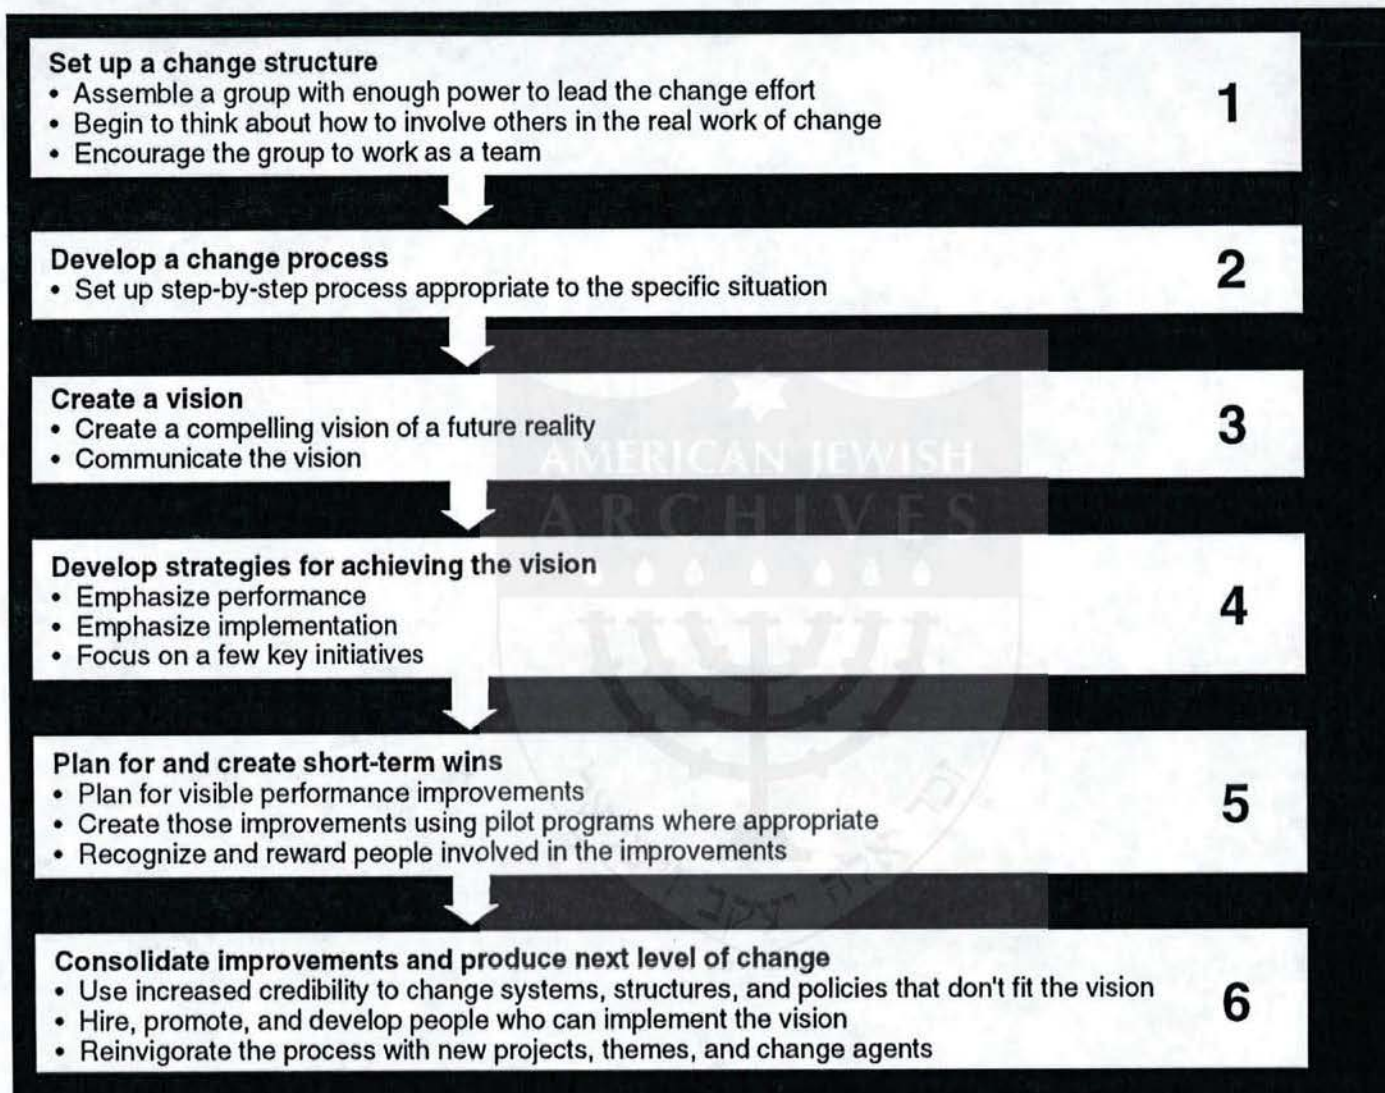 Set up a change structure
• Assemble a group with enough power to lead the change effort
• Begin to think about how to involve others in the real work of change
• Encourage the group to work as a team
1
Develop a change process
• Set up step-by-step process appropriate to the specific situation
2
Create a vision
• Create a compelling vision of a future reality
• Communicate the vision
3
AMERICAN JEWISH
ARCHIVES
Develop strategies for achieving the vision
• Emphasize performance
• Emphasize implementation
• Focus on a few key initiatives
4
Plan for and create short-term wins
• Plan for visible performance improvements
• Create those improvements using pilot programs where appropriate
• Recognize and reward people involved in the improvements
5
Consolidate improvements and produce next level of change
• Use increased credibility to change systems, structures, and policies that don't fit the vision
• Hire, promote, and develop people who can implement the vision
• Reinvigorate the process with new projects, themes, and change agents
6